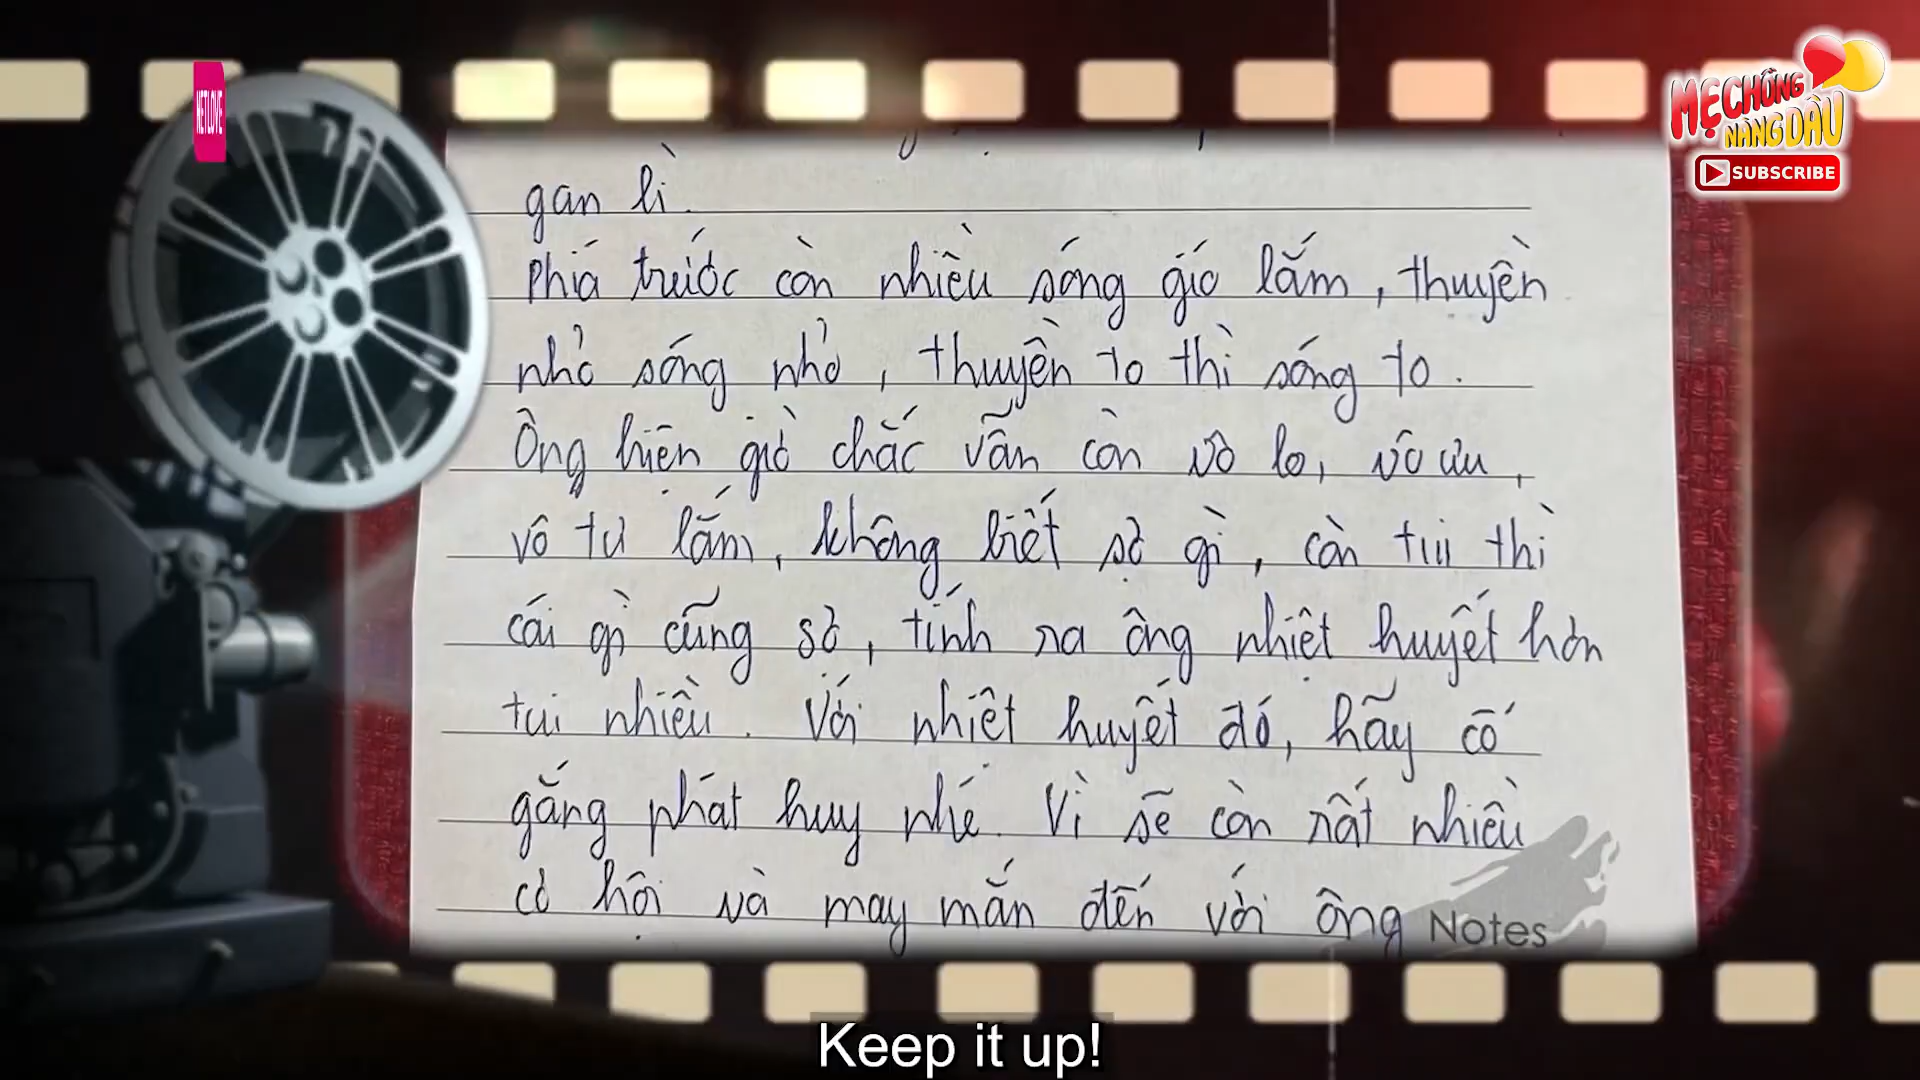 NETLOVE
MẸ CHỒNG
NÀNG DÂU
SUBSCRIBE
gan lì.
Phía trước còn nhiều sóng gió lắm, thuyền
nhỏ sóng nhỏ, thuyền to thì sóng to.
Ông hiện giờ chắc vẫn còn vô lo, vô ưu,
vô tư lắm, không biết sợ gì, còn tui thì
cái gì cũng sợ, tính ra ông nhiệt huyết hơn
tui nhiều. Với nhiệt huyết đó, hãy cố
gắng phát huy nhé. Vì sẽ còn rất nhiều
cơ hội và may mắn đến với ông
Notes
Keep it up!